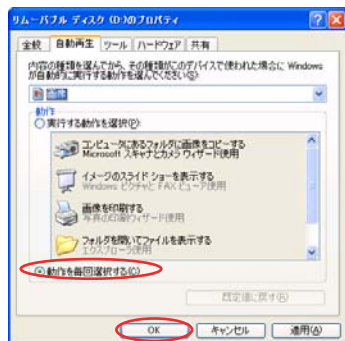 リムーバブル ディスク (D:)のプロパティ
全般 自動再生 ツール ハードウェア 共有
内容の種類を選んでから、その種類がこのデバイスで使われた場合に Windows
が自動的に実行する動作を選んでください(S)
画像
動作
実行する動作を選択(P):
コンピュータにあるフォルダに画像をコピーする
Microsoft スキャナとカメラ ウィザード使用
イメージのスライド ショーを表示する
Windows ピクチャと FAX ビューア使用
画像を印刷する
写真の印刷ウィザード使用
フォルダを開いてファイルを表示する
エクスプローラ使用
動作を毎回選択する(C)
既定値に戻す(R)
OK キャンセル 適用(A)